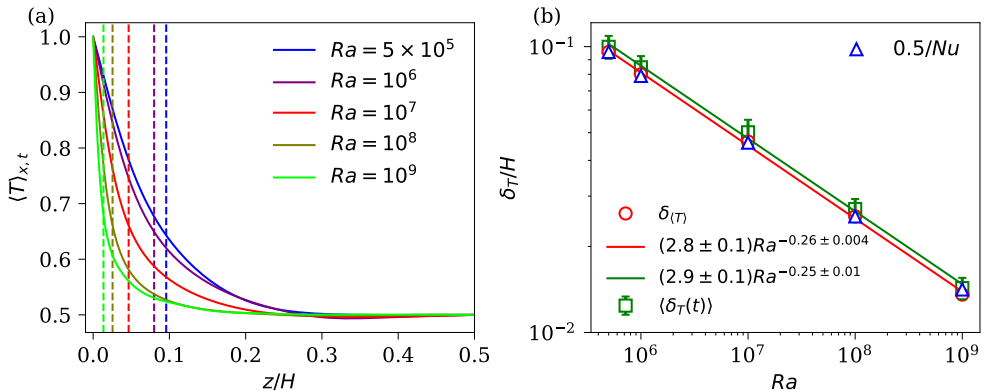 (a)
1.0
0.9
0.8
0.7
0.6
0.5
⟨T⟩x,t
0.0 0.1 0.2 0.3 0.4 0.5
z/H
Ra = 5 × 10^5
Ra = 10^6
Ra = 10^7
Ra = 10^8
Ra = 10^9
(b)
10^−1
10^−2
δ_T/H
10^6 10^7 10^8 10^9
Ra
0.5/Nu
δ_⟨T⟩
(2.8 ± 0.1)Ra^−0.26 ± 0.004
(2.9 ± 0.1)Ra^−0.25 ± 0.01
⟨δ_T(t)⟩